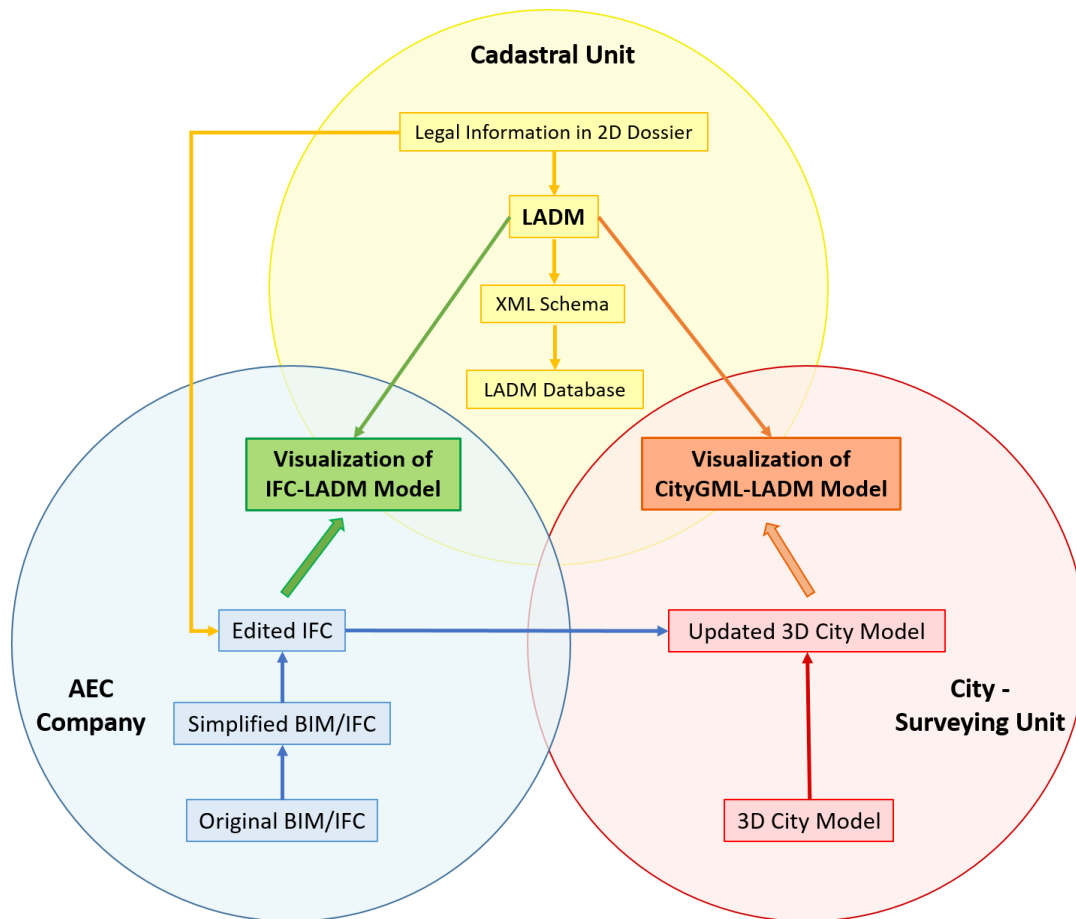 Cadastral Unit
Legal Information in 2D Dossier
LADM
XML Schema
LADM Database
Visualization of
IFC-LADM Model
Visualization of
CityGML-LADM Model
Edited IFC
Updated 3D City Model
AEC
Company
Simplified BIM/IFC
City -
Surveying Unit
Original BIM/IFC
3D City Model